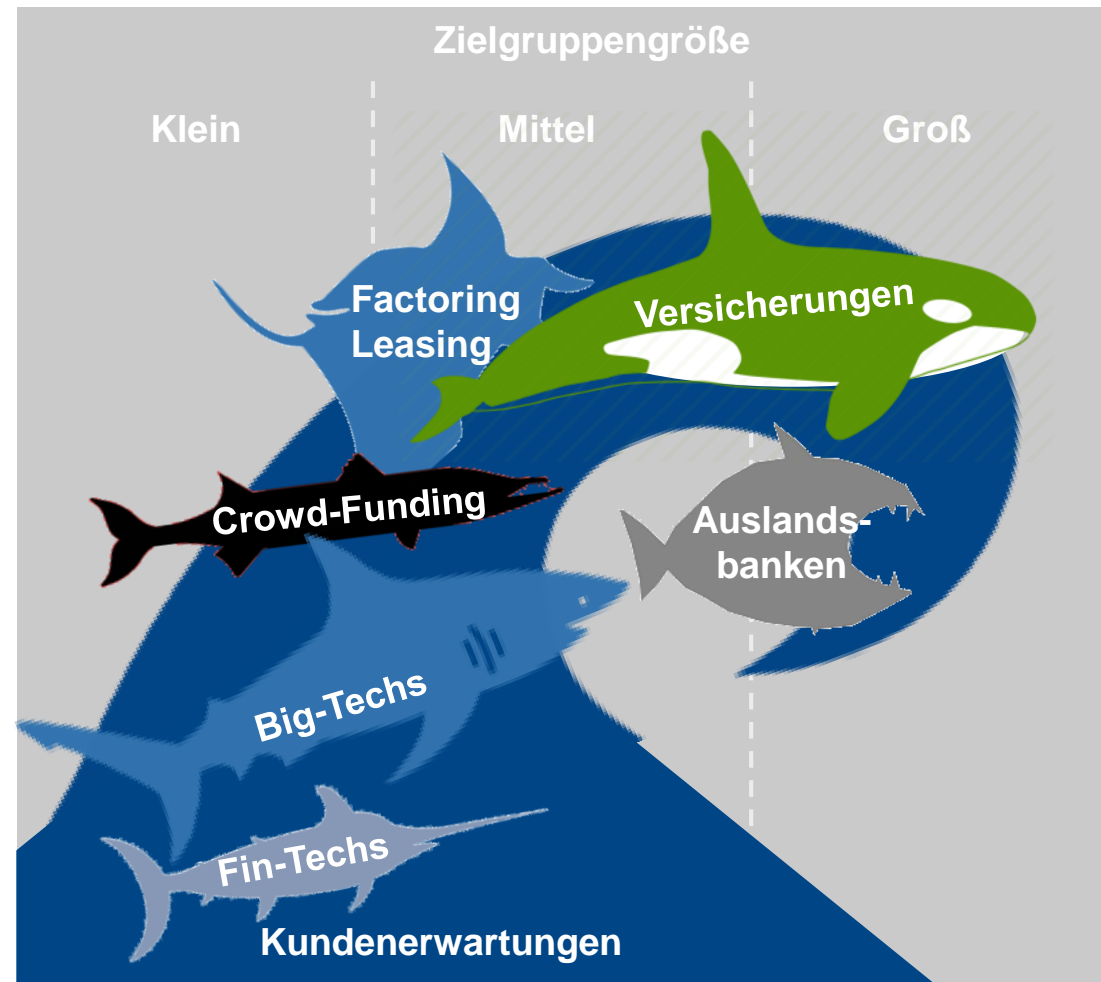 Zielgruppengröße
Klein
Mittel
Groß
Factoring
Leasing
Versicherungen
Crowd-Funding
Auslands-
banken
Big-Techs
Fin-Techs
Kundenerwartungen